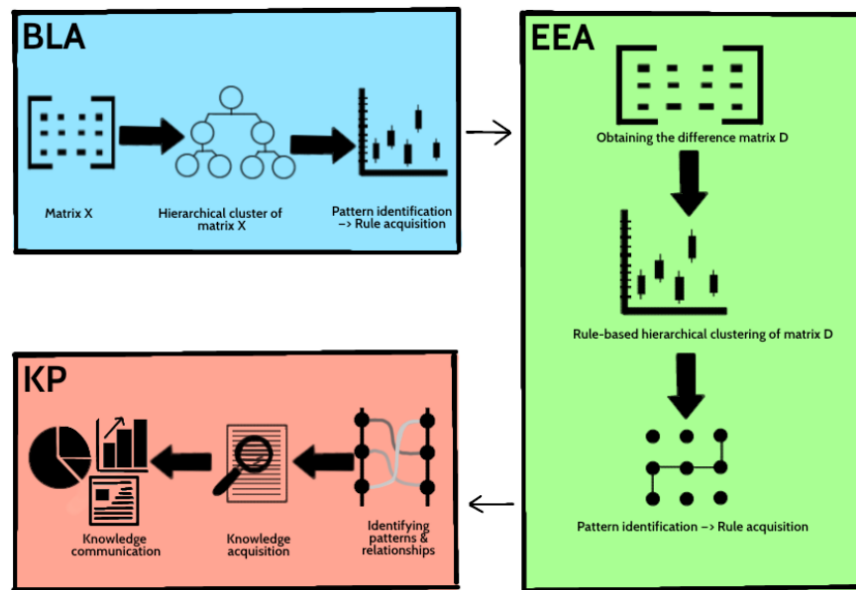 BLA
Matrix X
Hierarchical cluster of
matrix X
Pattern identification
–> Rule acquisition
EEA
Obtaining the difference matrix D
Rule-based hierarchical clustering of matrix D
Pattern identification –> Rule acquisition
KP
Knowledge
communication
Knowledge
acquisition
Identifying
patterns &
relationships